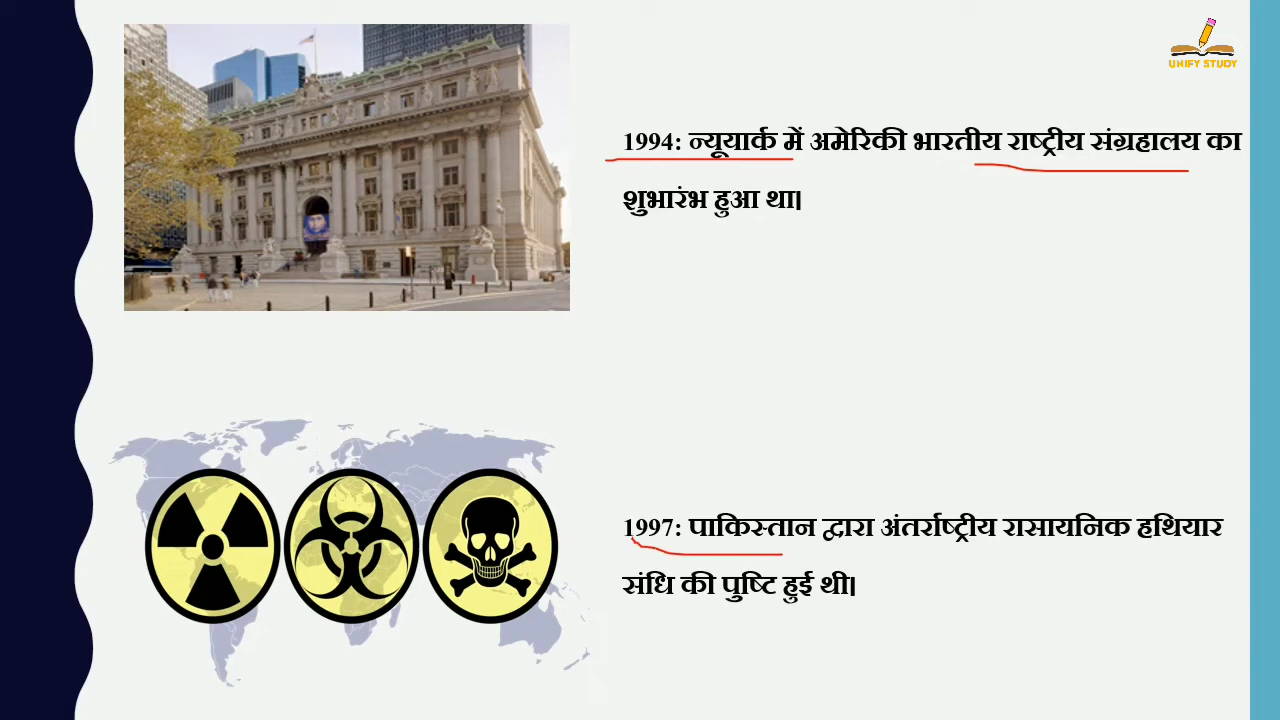 UNIFY STUDY
1994: न्यूयार्क में अमेरिकी भारतीय राष्ट्रीय संग्रहालय का
शुभारंभ हुआ था।
1997: पाकिस्तान द्वारा अंतर्राष्ट्रीय रासायनिक हथियार
संधि की पुष्टि हुई थी।